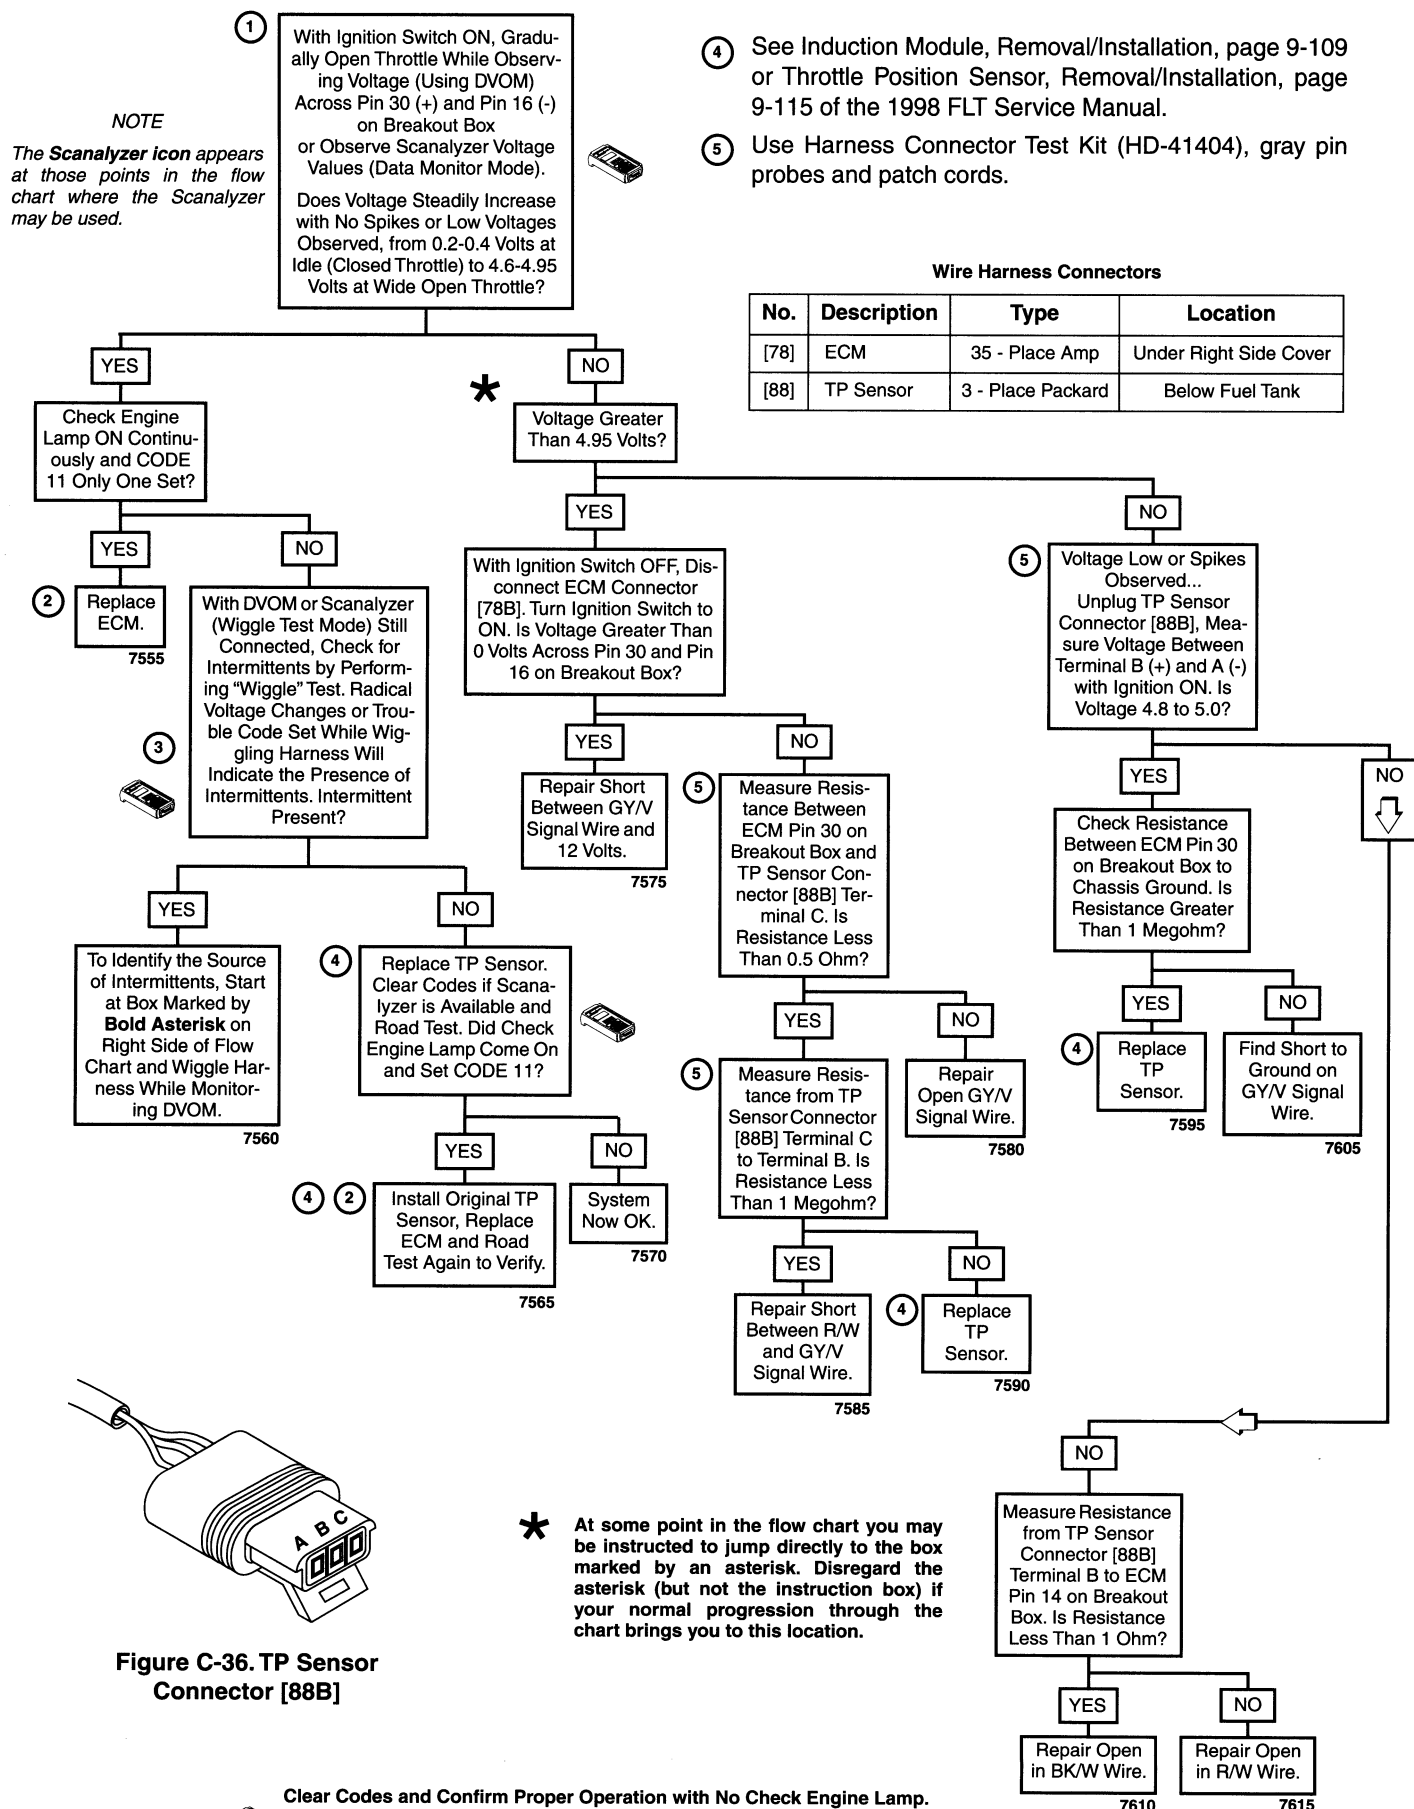 1
With Ignition Switch ON, Gradu-
ally Open Throttle While Observ-
ing Voltage (Using DVOM)
Across Pin 30 (+) and Pin 16 (-)
on Breakout Box
or Observe Scanalyzer Voltage
Values (Data Monitor Mode).
Does Voltage Steadily Increase
with No Spikes or Low Voltages
Observed, from 0.2-0.4 Volts at
Idle (Closed Throttle) to 4.6-4.95
Volts at Wide Open Throttle?
NOTE
The Scanalyzer icon appears
at those points in the flow
chart where the Scanalyzer
may be used.
4 See Induction Module, Removal/Installation, page 9-109
or Throttle Position Sensor, Removal/Installation, page
9-115 of the 1998 FLT Service Manual.
5 Use Harness Connector Test Kit (HD-41404), gray pin
probes and patch cords.
Wire Harness Connectors
No. Description Type Location
[78] ECM 35 - Place Amp Under Right Side Cover
[88] TP Sensor 3 - Place Packard Below Fuel Tank
YES
Check Engine
Lamp ON Continu-
ously and CODE
11 Only One Set?
YES
2
Replace
ECM.
7555
NO
3
With DVOM or Scanalyzer
(Wiggle Test Mode) Still
Connected, Check for
Intermittents by Perform-
ing “Wiggle” Test. Radical
Voltage Changes or Trou-
ble Code Set While Wig-
gling Harness Will
Indicate the Presence of
Intermittents. Intermittent
Present?
YES
To Identify the Source
of Intermittents, Start
at Box Marked by
Bold Asterisk on
Right Side of Flow
Chart and Wiggle Har-
ness While Monitor-
ing DVOM.
7560
NO
4
Replace TP Sensor.
Clear Codes if Scana-
lyzer is Available and
Road Test. Did Check
Engine Lamp Come On
and Set CODE 11?
YES
4 2
Install Original TP
Sensor, Replace
ECM and Road
Test Again to Verify.
7565
NO
System
Now OK.
7570
*
NO
Voltage Greater
Than 4.95 Volts?
YES
With Ignition Switch OFF, Dis-
connect ECM Connector
[78B]. Turn Ignition Switch to
ON. Is Voltage Greater Than
0 Volts Across Pin 30 and Pin
16 on Breakout Box?
YES
Repair Short
Between GY/V
Signal Wire and
12 Volts.
7575
NO
5
Measure Resis-
tance Between
ECM Pin 30 on
Breakout Box and
TP Sensor Con-
nector [88B] Ter-
minal C. Is
Resistance Less
Than 0.5 Ohm?
YES
5
Measure Resis-
tance from TP
Sensor Connector
[88B] Terminal C
to Terminal B. Is
Resistance Less
Than 1 Megohm?
NO
Repair
Open GY/V
Signal Wire.
7580
YES
Repair Short
Between R/W
and GY/V
Signal Wire.
7585
NO
4
Replace
TP
Sensor.
7590
NO
5
Voltage Low or Spikes
Observed...
Unplug TP Sensor
Connector [88B], Mea-
sure Voltage Between
Terminal B (+) and A (-)
with Ignition ON. Is
Voltage 4.8 to 5.0?
YES
Check Resistance
Between ECM Pin 30
on Breakout Box to
Chassis Ground. Is
Resistance Greater
Than 1 Megohm?
YES
4
Replace
TP
Sensor.
7595
NO
Find Short to
Ground on
GY/V Signal
Wire.
7605
NO
NO
Measure Resistance
from TP Sensor
Connector [88B]
Terminal B to ECM
Pin 14 on Breakout
Box. Is Resistance
Less Than 1 Ohm?
YES
Repair Open
in BK/W Wire.
7610
NO
Repair Open
in R/W Wire.
7615
A B C
Figure C-36. TP Sensor
Connector [88B]
* At some point in the flow chart you may
be instructed to jump directly to the box
marked by an asterisk. Disregard the
asterisk (but not the instruction box) if
your normal progression through the
chart brings you to this location.
Clear Codes and Confirm Proper Operation with No Check Engine Lamp.